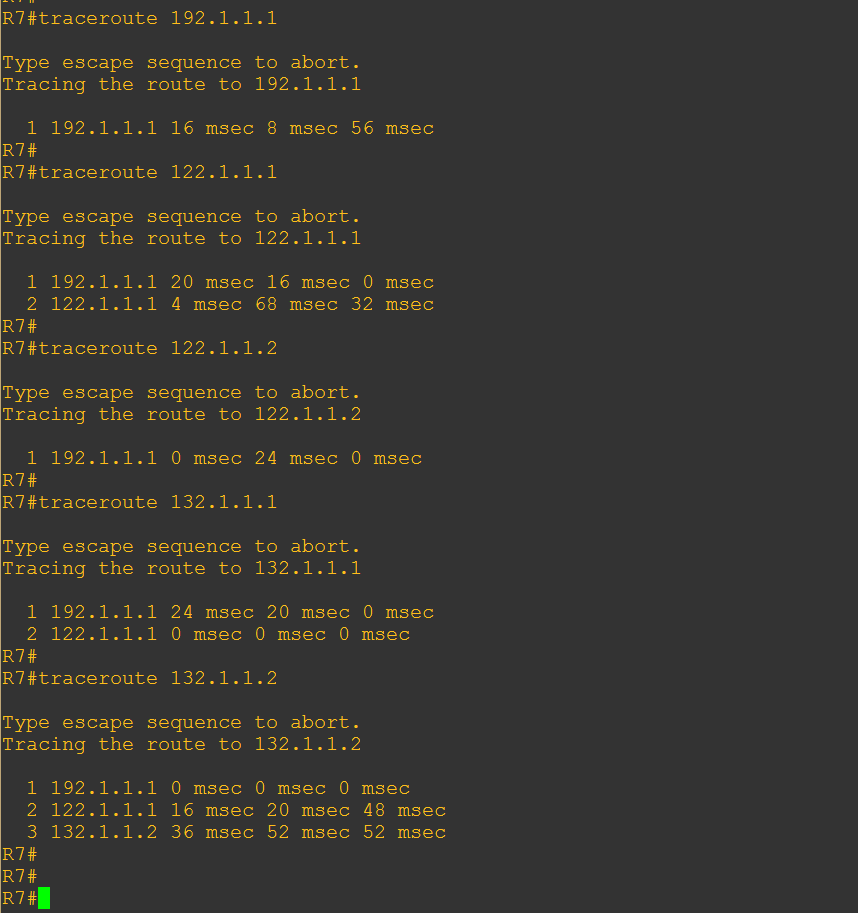 R7#
R7#traceroute 192.1.1.1
Type escape sequence to abort.
Tracing the route to 192.1.1.1
1 192.1.1.1 16 msec 8 msec 56 msec
R7#
R7#traceroute 122.1.1.1
Type escape sequence to abort.
Tracing the route to 122.1.1.1
1 192.1.1.1 20 msec 16 msec 0 msec
2 122.1.1.1 4 msec 68 msec 32 msec
R7#
R7#traceroute 122.1.1.2
Type escape sequence to abort.
Tracing the route to 122.1.1.2
1 192.1.1.1 0 msec 24 msec 0 msec
R7#
R7#traceroute 132.1.1.1
Type escape sequence to abort.
Tracing the route to 132.1.1.1
1 192.1.1.1 24 msec 20 msec 0 msec
2 122.1.1.1 0 msec 0 msec 0 msec
R7#
R7#traceroute 132.1.1.2
Type escape sequence to abort.
Tracing the route to 132.1.1.2
1 192.1.1.1 0 msec 0 msec 0 msec
2 122.1.1.1 16 msec 20 msec 48 msec
3 132.1.1.2 36 msec 52 msec 52 msec
R7#
R7#
R7#